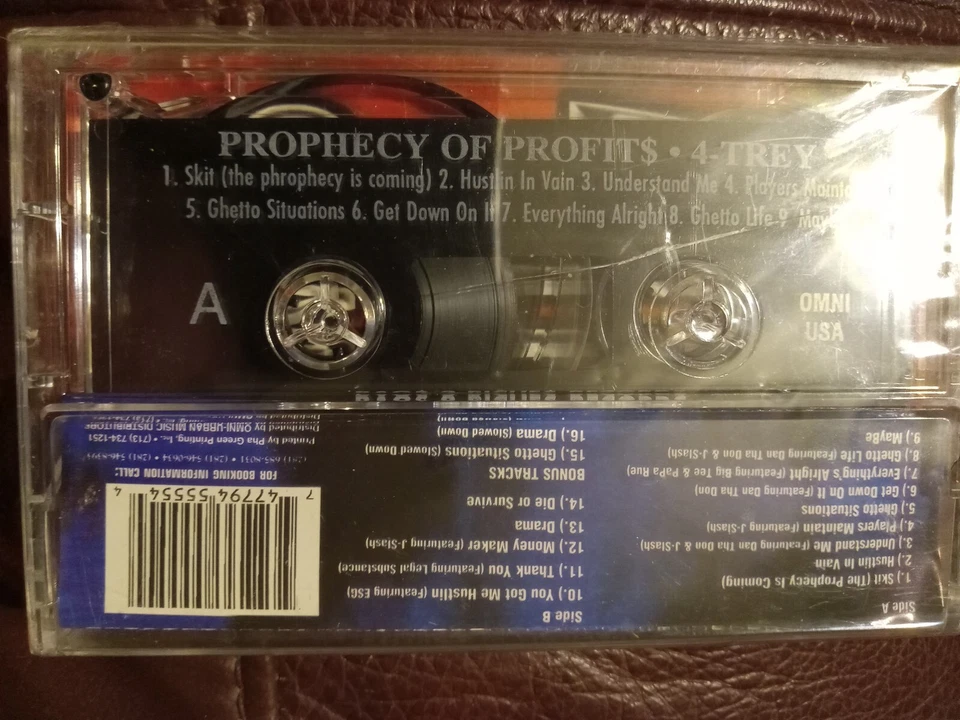 PROPHECY OF PROFIT$ • 4-TREY
1. Skit (the phrophecy is coming) 2. Hustlin In Vain 3. Understand Me 4. Players
5. Ghetto Situations 6. Get Down On It 7. Everything Alright 8. Ghetto Life 9.
A
OMNI
USA
Side A
1.) Skit (The Prophecy Is Coming)
2.) Hustlin In Vain
3.) Understand Me (Featuring Dan Tha Don & J-Slash)
4.) Players Maintain (Featuring J-Slash)
5.) Ghetto Situations
6.) Get Down On It (Featuring Dan Tha Don)
7.) Everything's Alright (Featuring Big Tee & PaPa Rue)
8.) Ghetto Life (Featuring Dan Tha Don & J-Slash)
9.) MayBe
Side B
10.) You Got Me Hustlin (Featuring ESG)
11.) Thank You (Featuring Legal Substance)
12.) Money Maker (Featuring J-Slash)
13.) Drama
14.) Die or Survive
BONUS TRACKS
15.) Ghetto Situations (Slowed Down)
16.) Drama (Slowed Down)
7 47794 55554 4
FOR BOOKING INFORMATION CALL:
(281) • (281) 546-0634 • (281)
Printed by Pha Green Printing, Inc. • (713) 734-1251
Distributed by OMNI-URBAN MUSIC DISTRIBUTORS